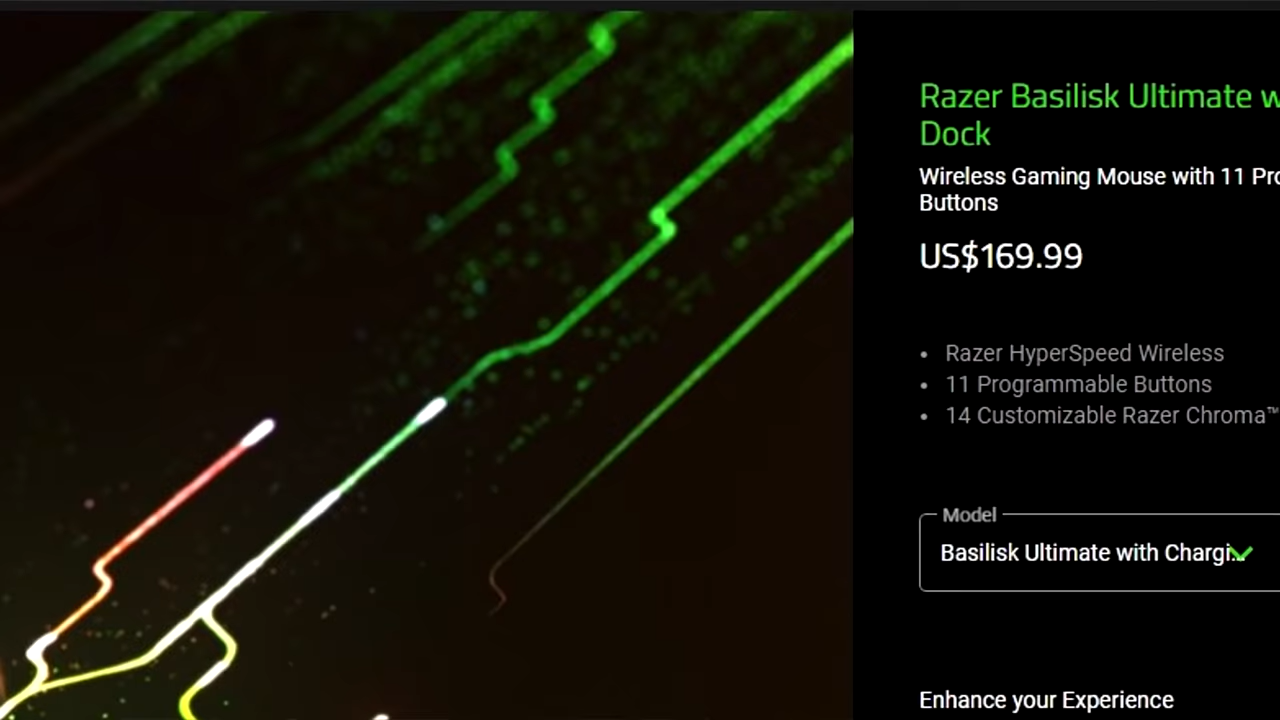 Razer Basilisk Ultimate w
Dock
Wireless Gaming Mouse with 11 Pro
Buttons
US$169.99
• Razer HyperSpeed Wireless
• 11 Programmable Buttons
• 14 Customizable Razer Chroma™
Model
Basilisk Ultimate with Chargi...
Enhance your Experience